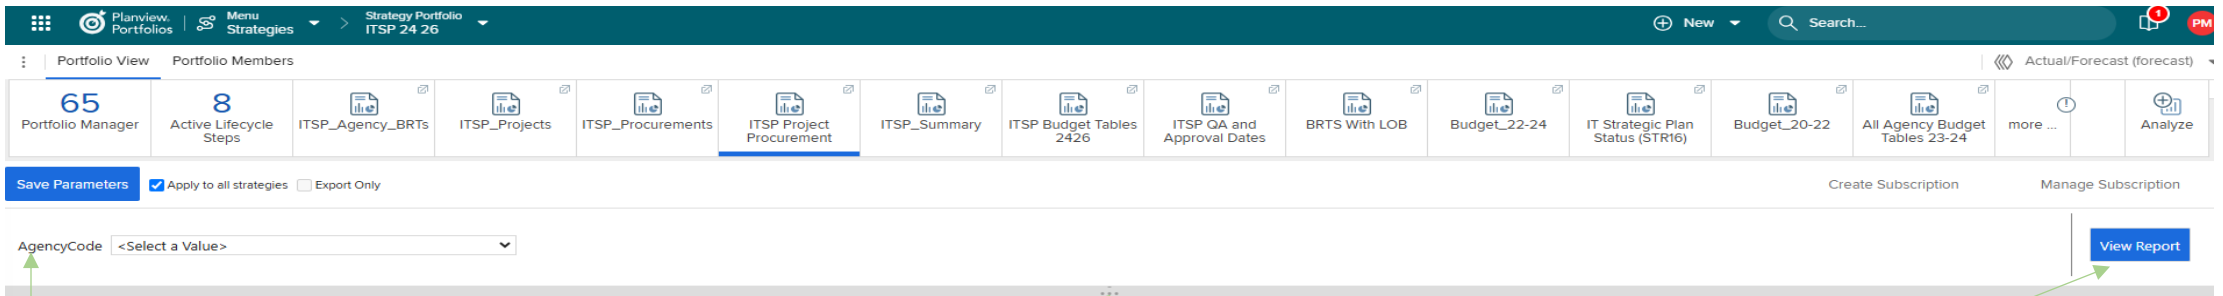 Planview.
Portfolios
Menu
Strategies
>
Strategy Portfolio
ITSP 24 26
New
Search...
1
PM
Portfolio View
Portfolio Members
Actual/Forecast (forecast)
65
Portfolio Manager
8
Active Lifecycle
Steps
ITSP_Agency_BRTs
ITSP_Projects
ITSP_Procurements
ITSP Project
Procurement
ITSP_Summary
ITSP Budget Tables
2426
ITSP QA and
Approval Dates
BRTS With LOB
Budget_22-24
IT Strategic Plan
Status (STR16)
Budget_20-22
All Agency Budget
Tables 23-24
more ...
Analyze
Save Parameters
Apply to all strategies
Export Only
Create Subscription
Manage Subscription
AgencyCode
<Select a Value>
View Report